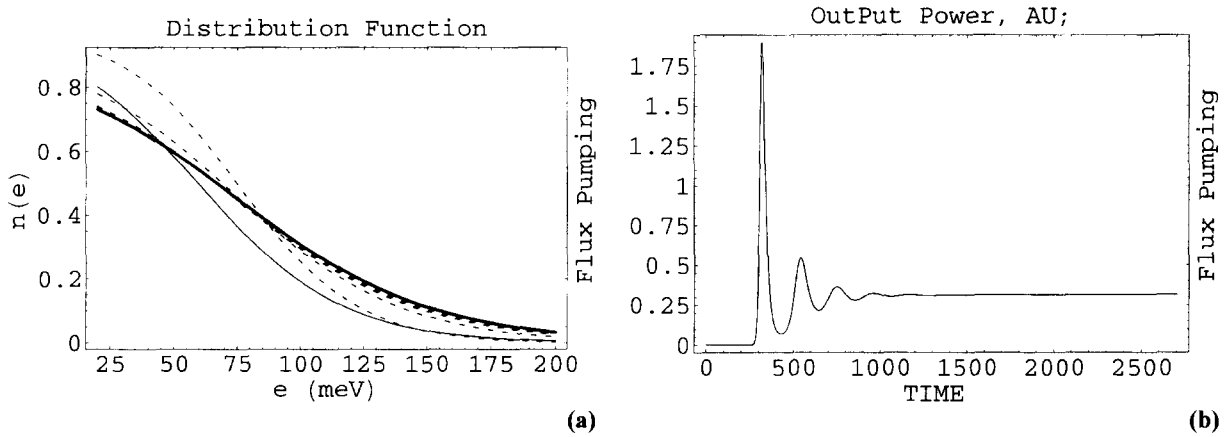 Distribution Function
n(e)
0.8
0.6
0.4
0.2
0
25 50 75 100 125 150 175 200
e (meV)
Flux Pumping
(a)
OutPut Power, AU;
1.75
1.5
1.25
1
0.75
0.5
0.25
0
0 500 1000 1500 2000 2500
TIME
Flux Pumping
(b)